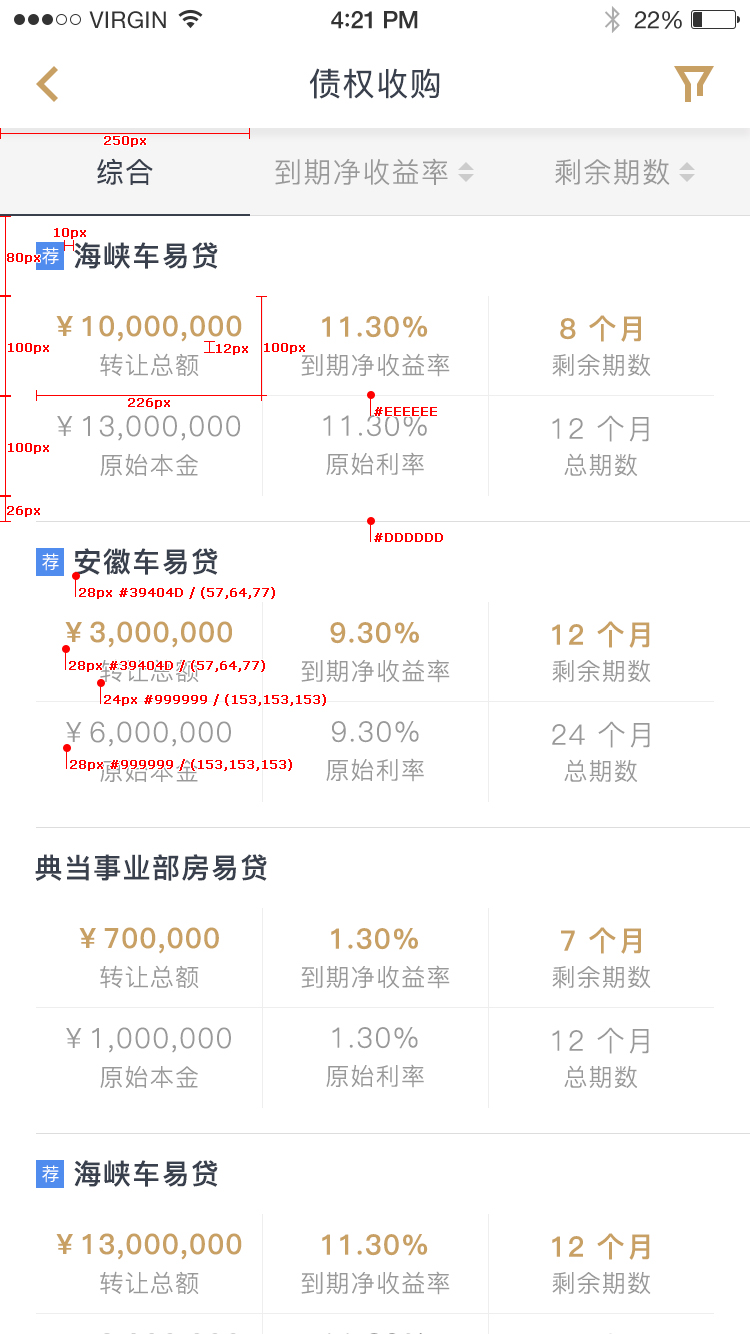 VIRGIN 4:21 PM 22%
债权收购
250px
综合 到期净收益率 剩余期数
10px
80px 荐 海峡车易贷
¥ 10,000,000 11.30% 8 个月
100px 转让总额 12px 100px 到期净收益率 剩余期数
226px #EEEEEE
¥ 13,000,000 11.30% 12 个月
100px 原始本金 原始利率 总期数
26px
#DDDDDD
荐 安徽车易贷
28px #39404D / (57,64,77)
¥ 3,000,000 9.30% 12 个月
28px #39404D / (57,64,77)
转让总额 到期净收益率 剩余期数
24px #999999 / (153,153,153)
¥ 6,000,000 9.30% 24 个月
28px #999999 / (153,153,153)
原始本金 原始利率 总期数
典当事业部房易贷
¥ 700,000 1.30% 7 个月
转让总额 到期净收益率 剩余期数
¥ 1,000,000 1.30% 12 个月
原始本金 原始利率 总期数
荐 海峡车易贷
¥ 13,000,000 11.30% 12 个月
转让总额 到期净收益率 剩余期数